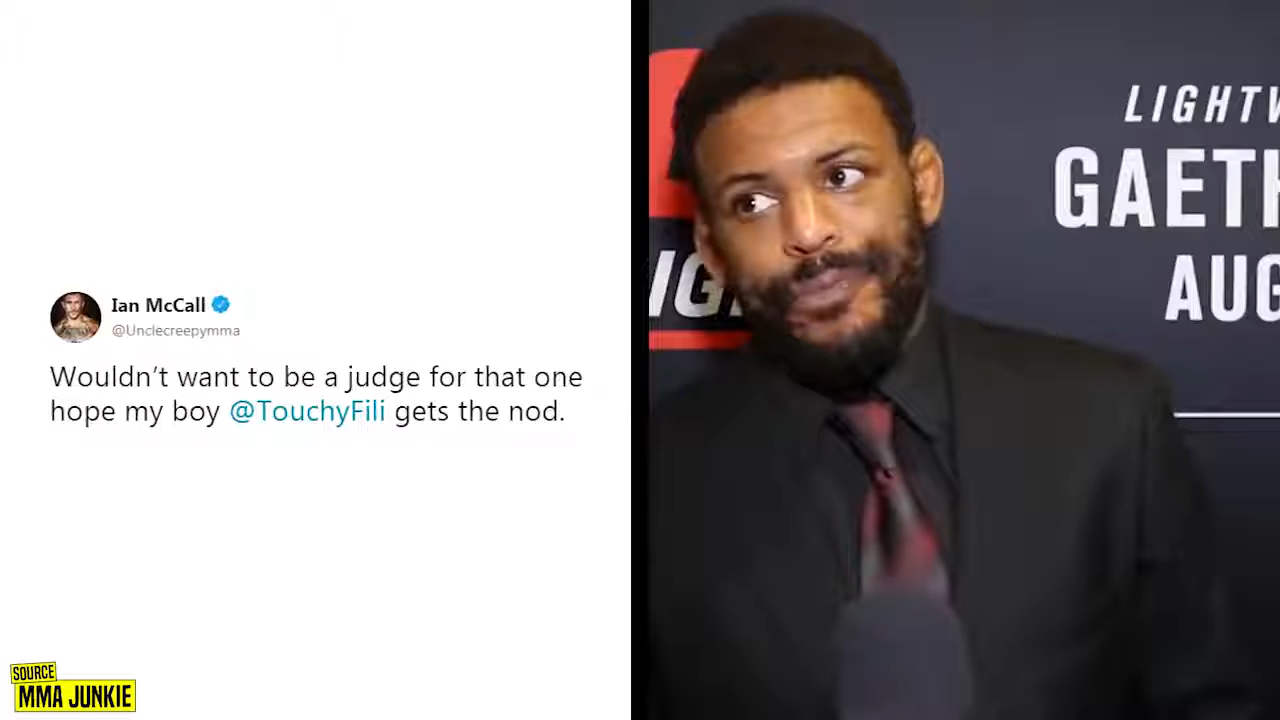 Ian McCall
@Unclecreepymma
Wouldn't want to be a judge for that one
hope my boy @TouchyFili gets the nod.
SOURCE
MMA JUNKIE
LIGHTW
GAETH
AUG
IG